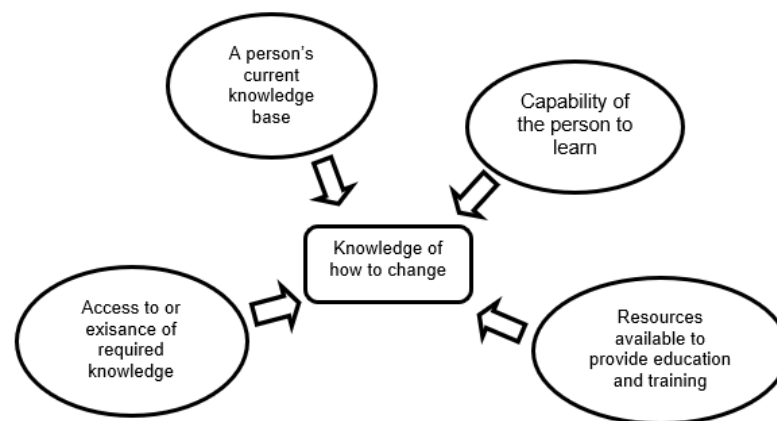 A person's
current
knowledge
base
Capability of
the person to
learn
Knowledge of
how to change
Access to or
exisance of
required
knowledge
Resources
available to
provide education
and training